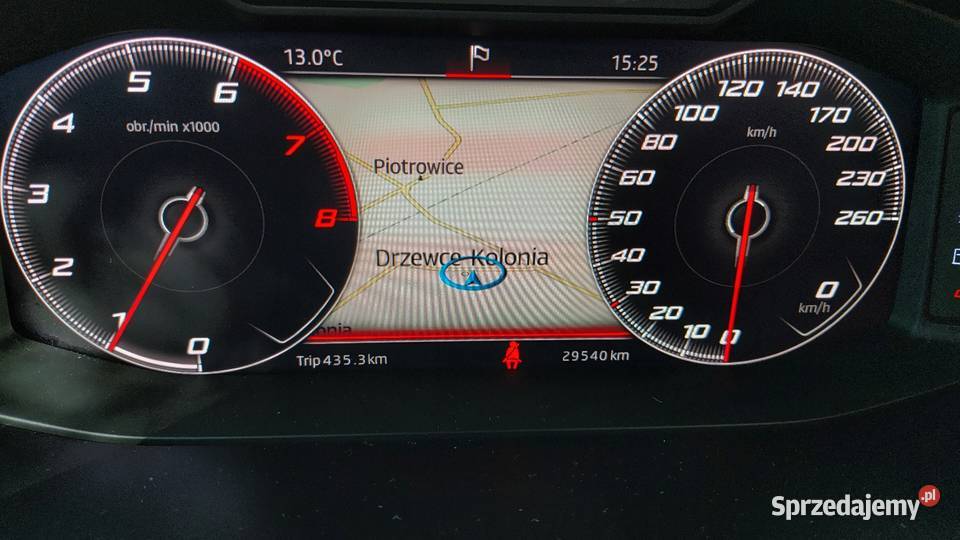 13.0°C
15:25
obr./min x1000
0
1
2
3
4
5
6
7
8
Piotrowice
Drzewce-Kolonia
Trip 435.3 km
29540 km
km/h
0
10
20
30
40
50
60
80
100
120
140
170
200
230
260
0
km/h
Sprzedajemy.pl